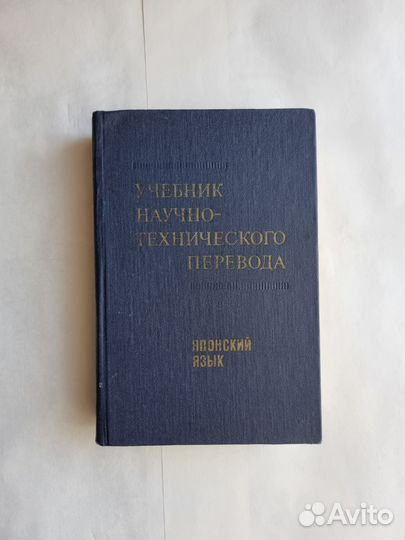 УЧЕБНИК
НАУЧНО-
ТЕХНИЧЕСКОГО
ПЕРЕВОДА
ЯПОНСКИЙ
ЯЗЫК
Avito